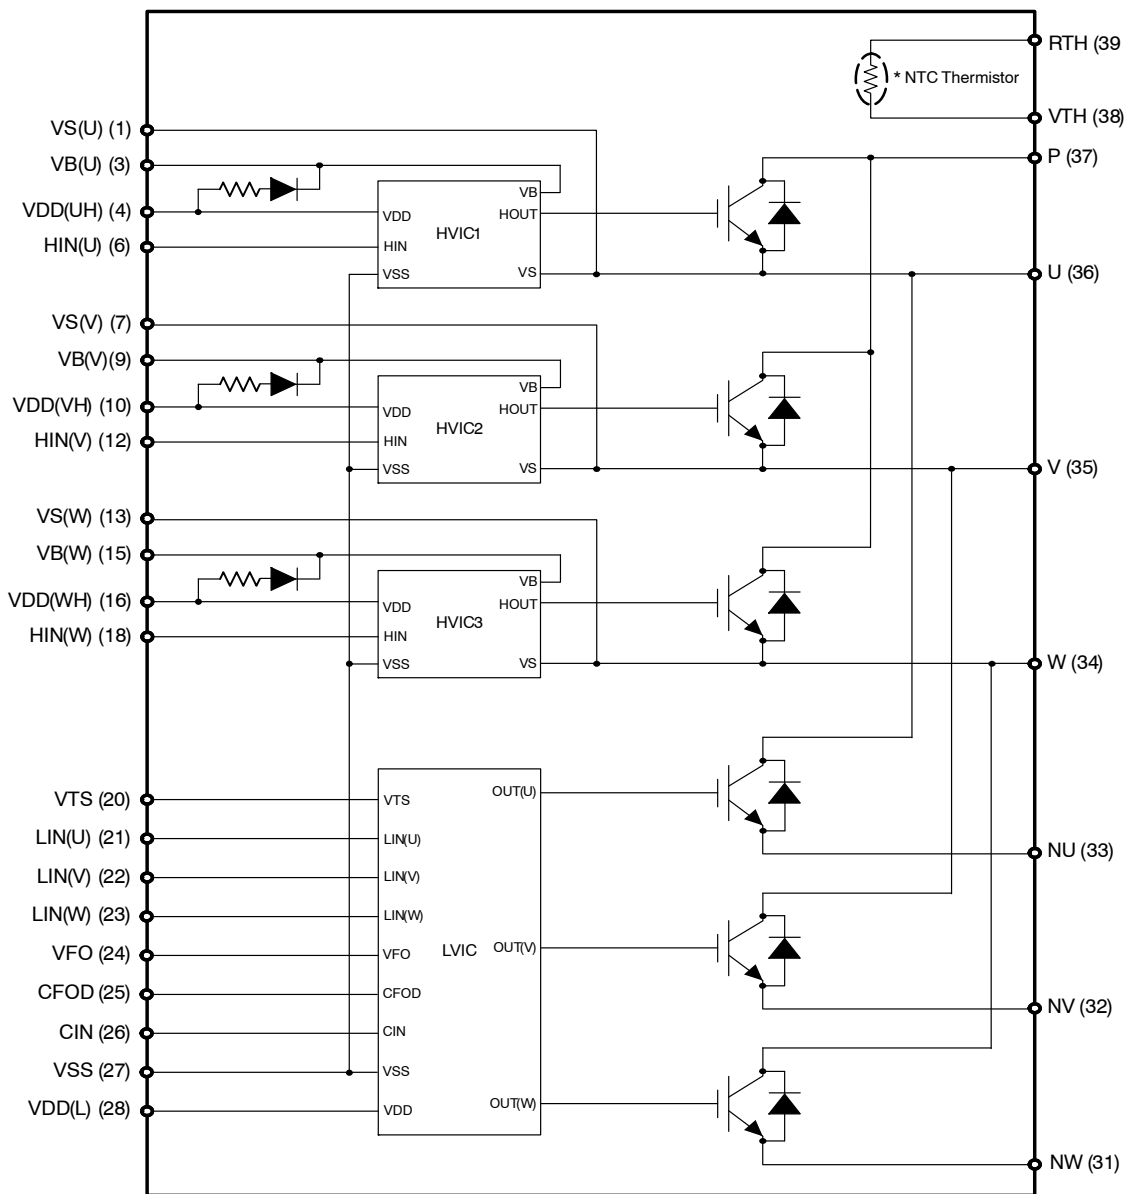 RTH (39
* NTC Thermistor
VTH (38)
VS(U) (1)
P (37)
VB(U) (3)
VB
VDD(UH) (4)
VDD
HOUT
HVIC1
HIN(U) (6)
HIN
VSS
VS
U (36)
VS(V) (7)
VB(V)(9)
VB
VDD(VH) (10)
VDD
HOUT
HVIC2
HIN(V) (12)
HIN
VSS
VS
V (35)
VS(W) (13)
VB(W) (15)
VB
VDD(WH) (16)
VDD
HOUT
HVIC3
HIN(W) (18)
HIN
VSS
VS
W (34)
OUT(U)
VTS (20)
VTS
LIN(U) (21)
LIN(U)
NU (33)
LIN(V) (22)
LIN(V)
LIN(W) (23)
LIN(W)
VFO (24)
VFO
LVIC
OUT(V)
CFOD (25)
CFOD
NV (32)
CIN (26)
CIN
VSS (27)
VSS
VDD(L) (28)
VDD
OUT(W)
NW (31)